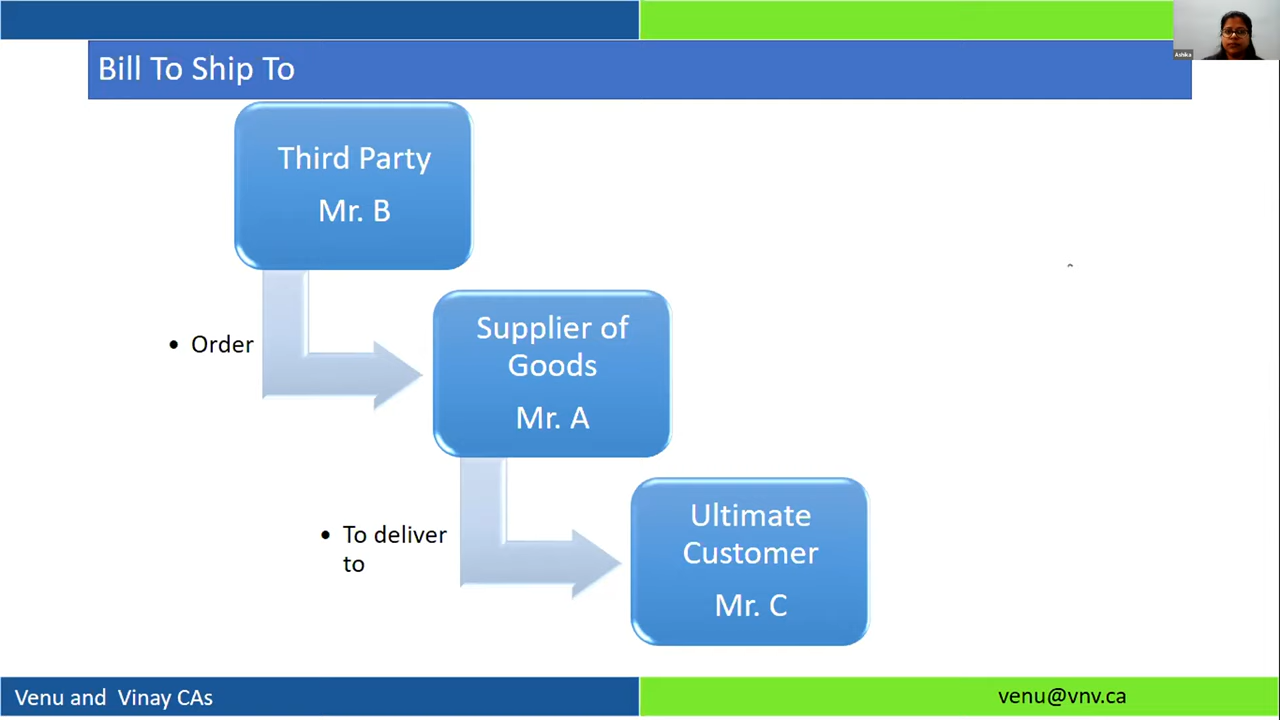 Bill To Ship To
Ashika
Third Party
Mr. B
• Order
Supplier of
Goods
Mr. A
• To deliver
to
Ultimate
Customer
Mr. C
Venu and Vinay CAs
venu@vnv.ca